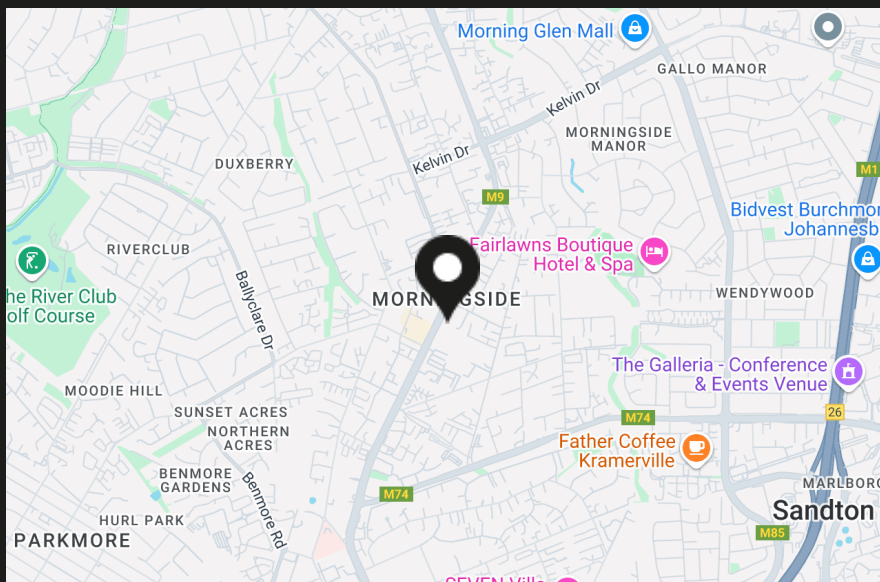 Morning Glen Mall
GALLO MANOR
Kelvin Dr
MORNINGSIDE
MANOR
Kelvin Dr
DUXBERRY
M1
M9
Bidvest Burchmor
Johannesb
Fairlawns Boutique
Hotel & Spa
RIVERCLUB
he River Club
olf Course
Ballyclare Dr
WENDYWOOD
The Galleria - Conference
& Events Venue
MOODIE HILL
SUNSET ACRES
NORTHERN
ACRES
M74
26
Father Coffee
Kramerville
BENMORE
GARDENS
Benmore Rd
M74
MARLBORO
Sandton
HURL PARK
PARKMORE
M85